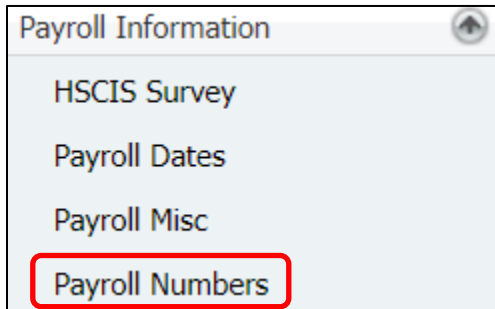 Payroll Information
HSCIS Survey
Payroll Dates
Payroll Misc
Payroll Numbers